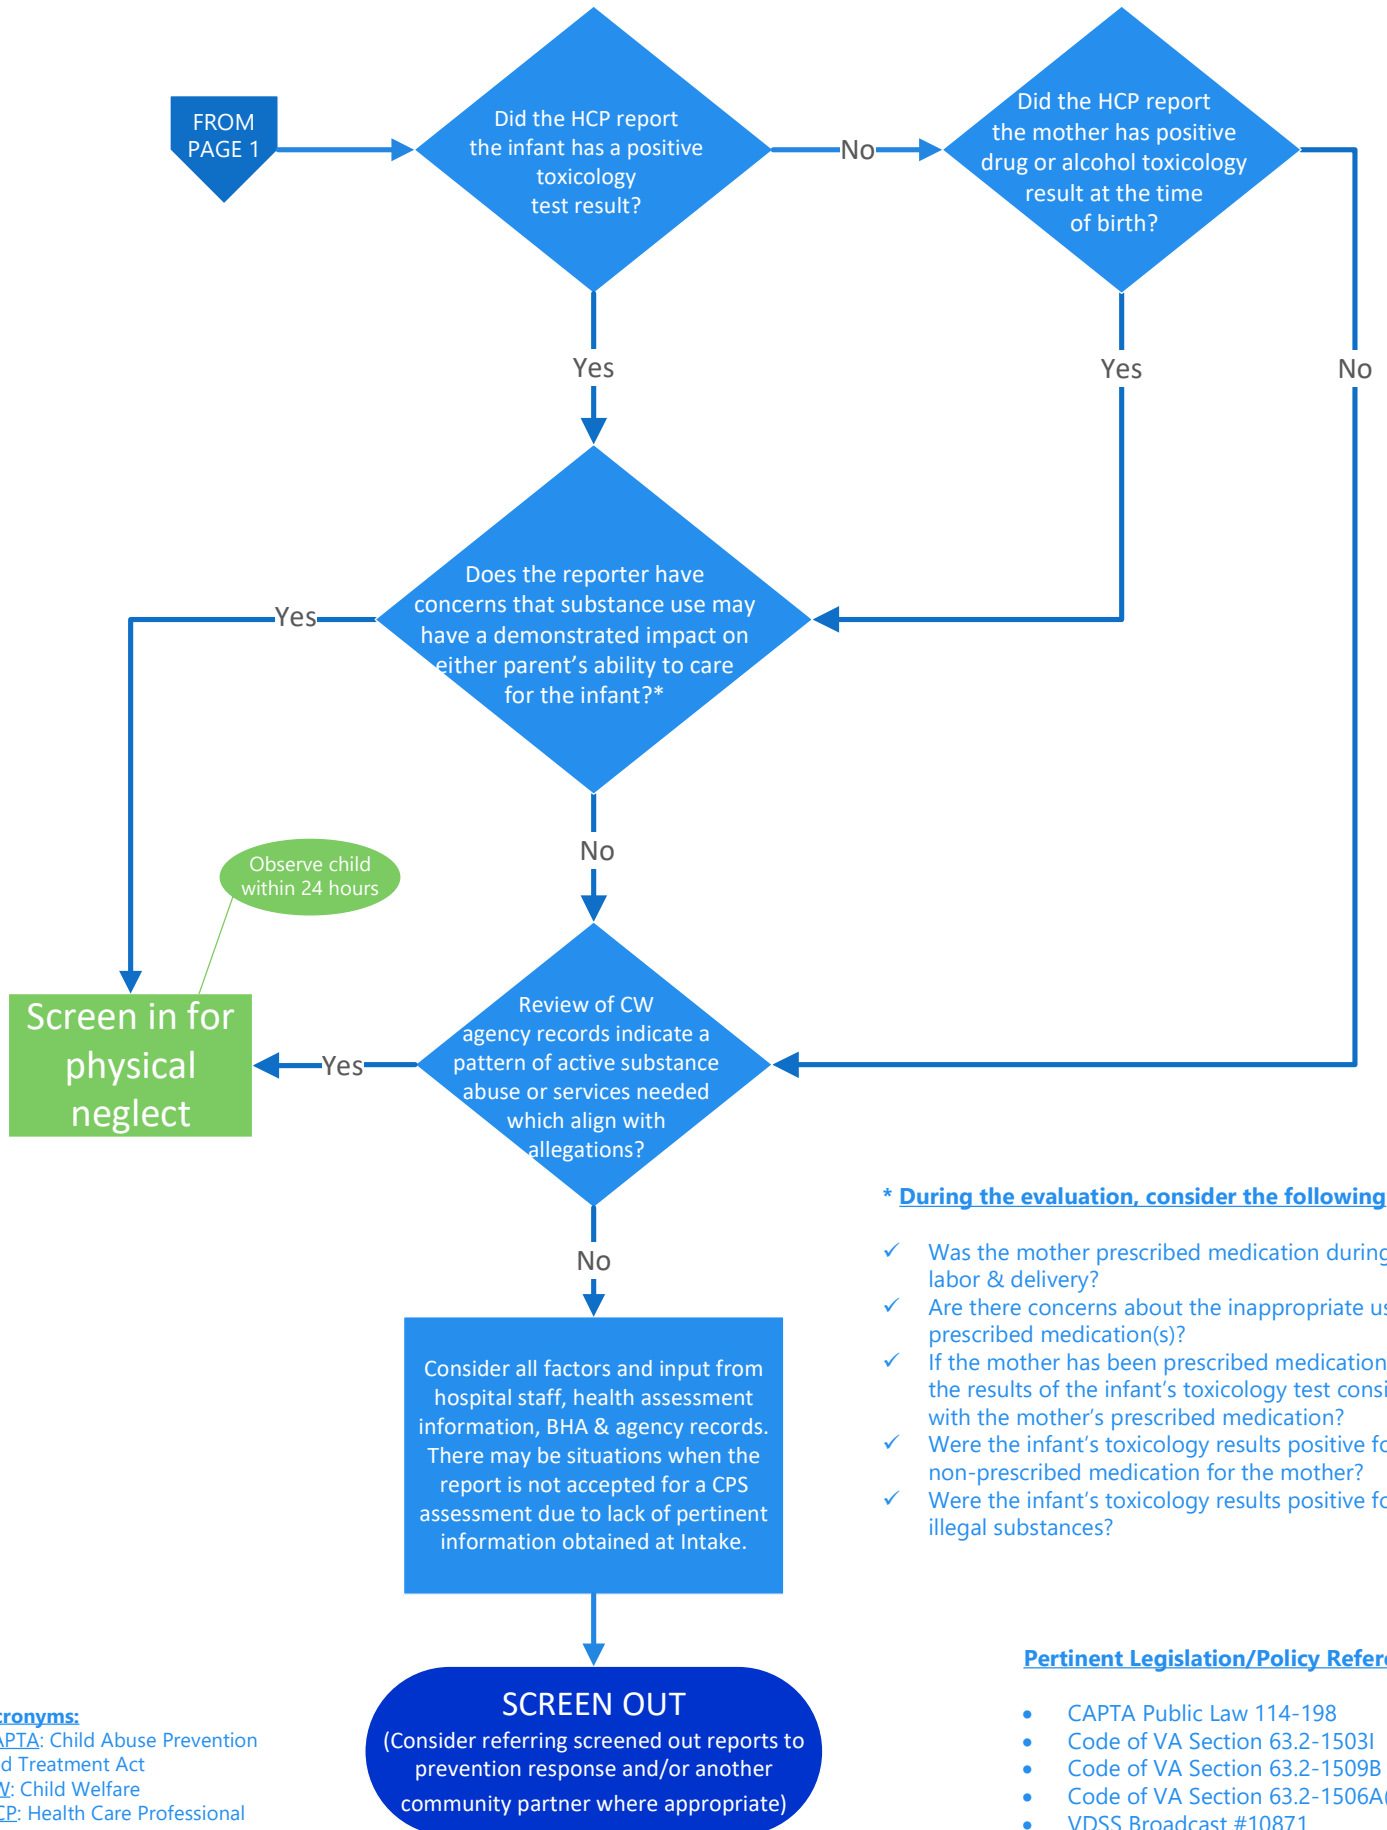 FROM
PAGE 1
Did the HCP report
the infant has a positive
toxicology
test result?
No
Did the HCP report
the mother has positive
drug or alcohol toxicology
result at the time
of birth?
Yes
Yes
No
Does the reporter have
concerns that substance use may
have a demonstrated impact on
either parent's ability to care
for the infant?*
Yes
No
Observe child
within 24 hours
Screen in for
physical
neglect
Yes
Review of CW
agency records indicate a
pattern of active substance
abuse or services needed
which align with
allegations?
No
Consider all factors and input from
hospital staff, health assessment
information, BHA & agency records.
There may be situations when the
report is not accepted for a CPS
assessment due to lack of pertinent
information obtained at Intake.
SCREEN OUT
(Consider referring screened out reports to
prevention response and/or another
community partner where appropriate)
* During the evaluation, consider the following
✓ Was the mother prescribed medication during
labor & delivery?
✓ Are there concerns about the inappropriate
prescribed medication(s)?
✓ If the mother has been prescribed medication
the results of the infant's toxicology test
with the mother's prescribed medication?
✓ Were the infant's toxicology results positive
non-prescribed medication for the mother?
✓ Were the infant's toxicology results positive
illegal substances?
Pertinent Legislation/Policy
• CAPTA Public Law 114-198
• Code of VA Section 63.2-1503I
• Code of VA Section 63.2-1509B
• Code of VA Section 63.2-1506A(
• VDSS Broadcast #10871
cronyms:
APTA: Child Abuse Prevention
d Treatment Act
W: Child Welfare
CP: Health Care Professional